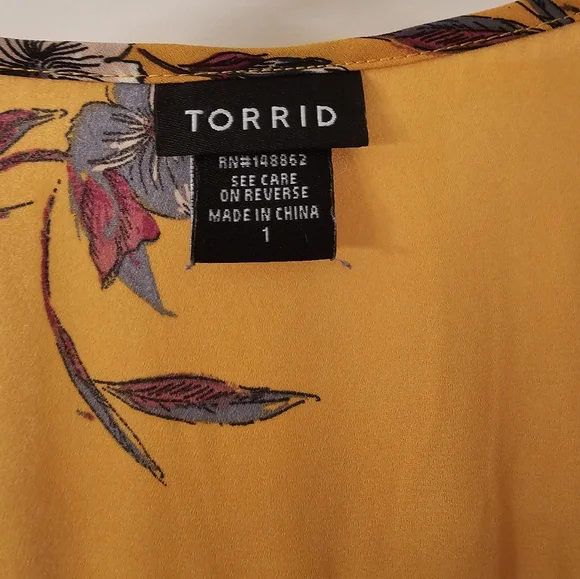 TORRID
RN#148862
SEE CARE
ON REVERSE
MADE IN CHINA
1